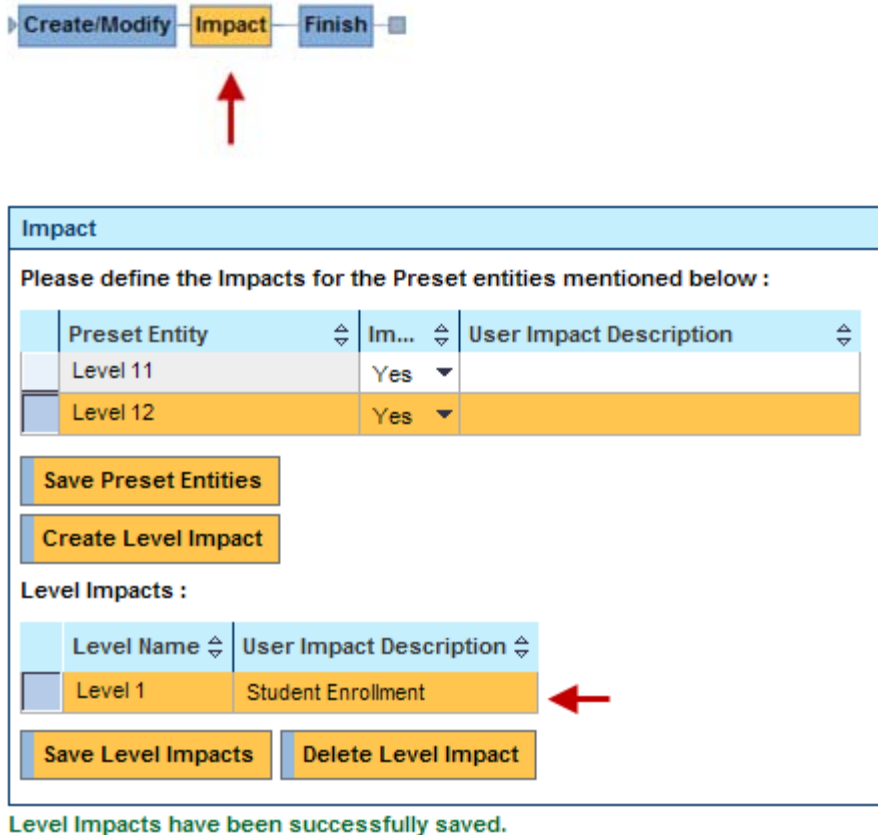 Create/Modify Impact Finish
Impact
Please define the Impacts for the Preset entities mentioned below :
Preset Entity Im... User Impact Description
Level 11 Yes
Level 12 Yes
Save Preset Entities
Create Level Impact
Level Impacts :
Level Name User Impact Description
Level 1 Student Enrollment
Save Level Impacts Delete Level Impact
Level Impacts have been successfully saved.